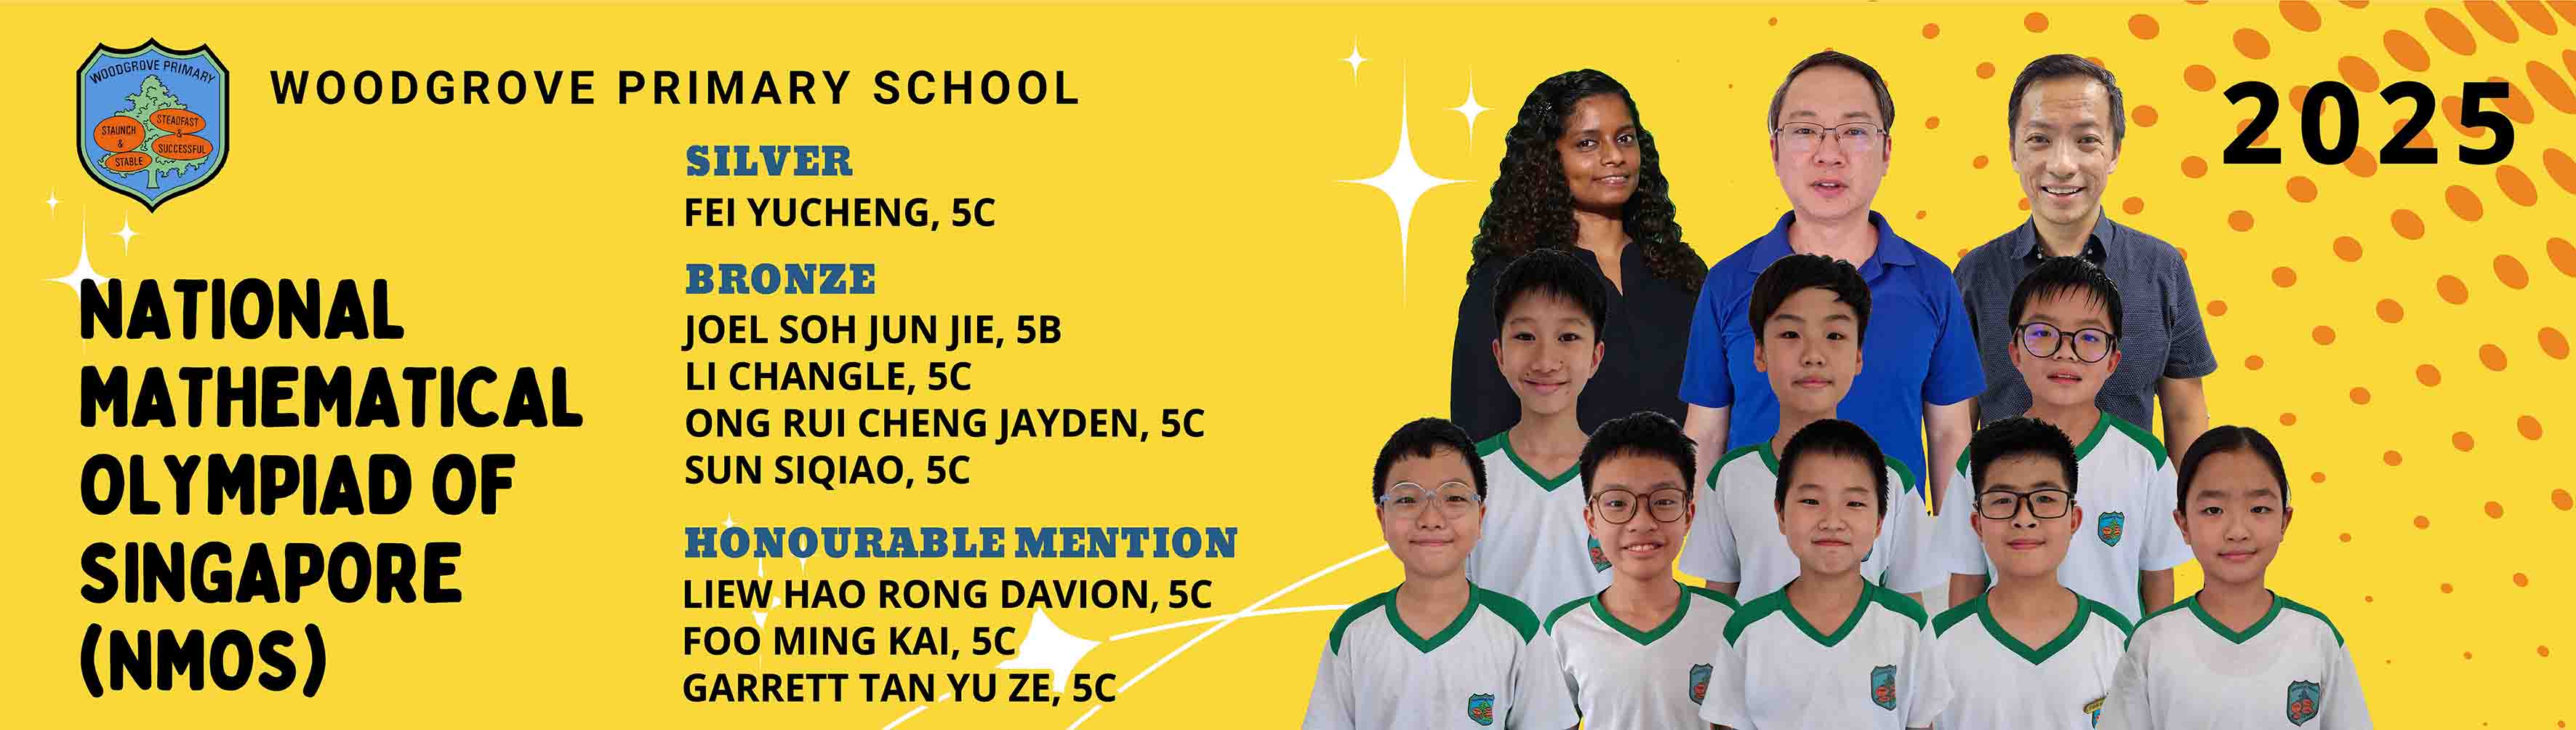 WOODGROVE PRIMARY
STAUNCH
&
STABLE
STEADFAST
&
SUCCESSFUL
WOODGROVE PRIMARY SCHOOL
2025
NATIONAL
MATHEMATICAL
OLYMPIAD OF
SINGAPORE
(NMOS)
SILVER
FEI YUCHENG, 5C
BRONZE
JOEL SOH JUN JIE, 5B
LI CHANGLE, 5C
ONG RUI CHENG JAYDEN, 5C
SUN SIQIAO, 5C
HONOURABLE MENTION
LIEW HAO RONG DAVION, 5C
FOO MING KAI, 5C
GARRETT TAN YU ZE, 5C